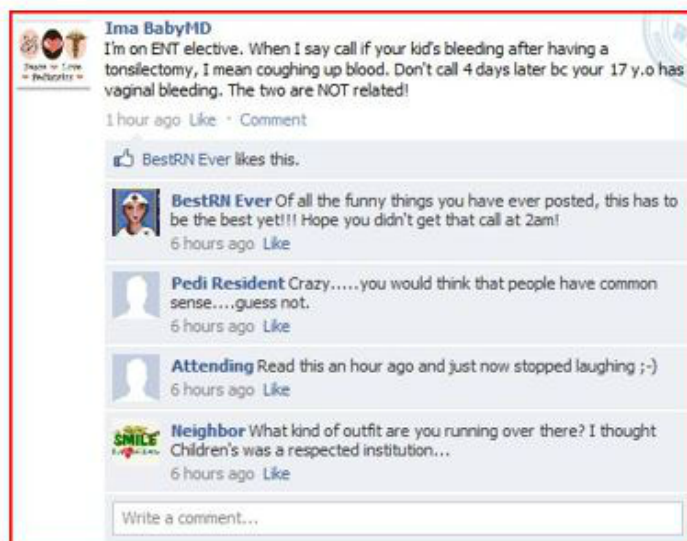 Ima BabyMD
I'm on ENT elective. When I say call if your kid's bleeding after having a
tonsilectomy, I mean coughing up blood. Don't call 4 days later bc your 17 y.o has
vaginal bleeding. The two are NOT related!
1 hour ago Like · Comment
BestRN Ever likes this.
BestRN Ever Of all the funny things you have ever posted, this has to
be the best yet!!! Hope you didn't get that call at 2am!
6 hours ago Like
Pedi Resident Crazy.....you would think that people have common
sense....guess not.
6 hours ago Like
Attending Read this an hour ago and just now stopped laughing ;-)
6 hours ago Like
SMILE
Neighbor What kind of outfit are you running over there? I thought
Children's was a respected institution...
6 hours ago Like
Write a comment...